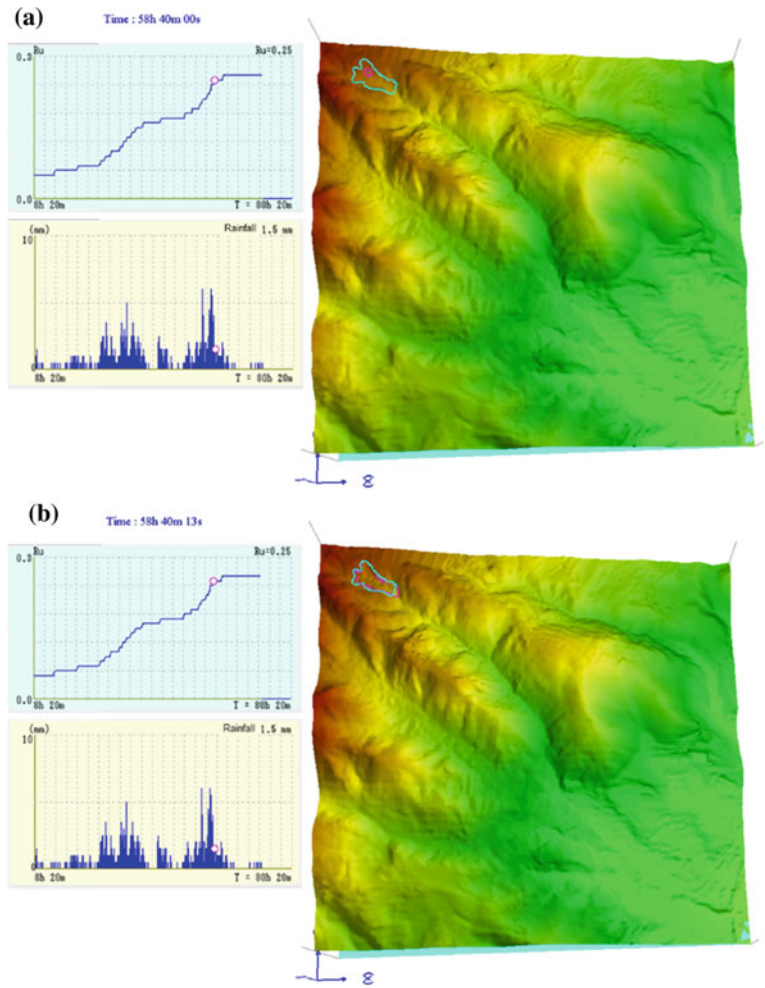 (a)
Time : 58h 40m 00s
Ru
Ru=0.25
0.3
0.0
8h 20m
T = 80h 20m
(mm)
Rainfall 1.5 mm
10
0
8h 20m
T = 80h 20m
(b)
Time : 58h 40m 13s
Ru
Ru=0.25
0.3
0.0
8h 20m
T = 80h 20m
(mm)
Rainfall 1.5 mm
10
0
8h 20m
T = 80h 20m